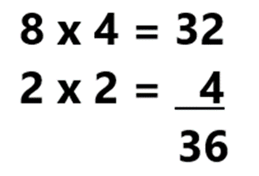 8 x 4 = 32
2 x 2 = 4
36